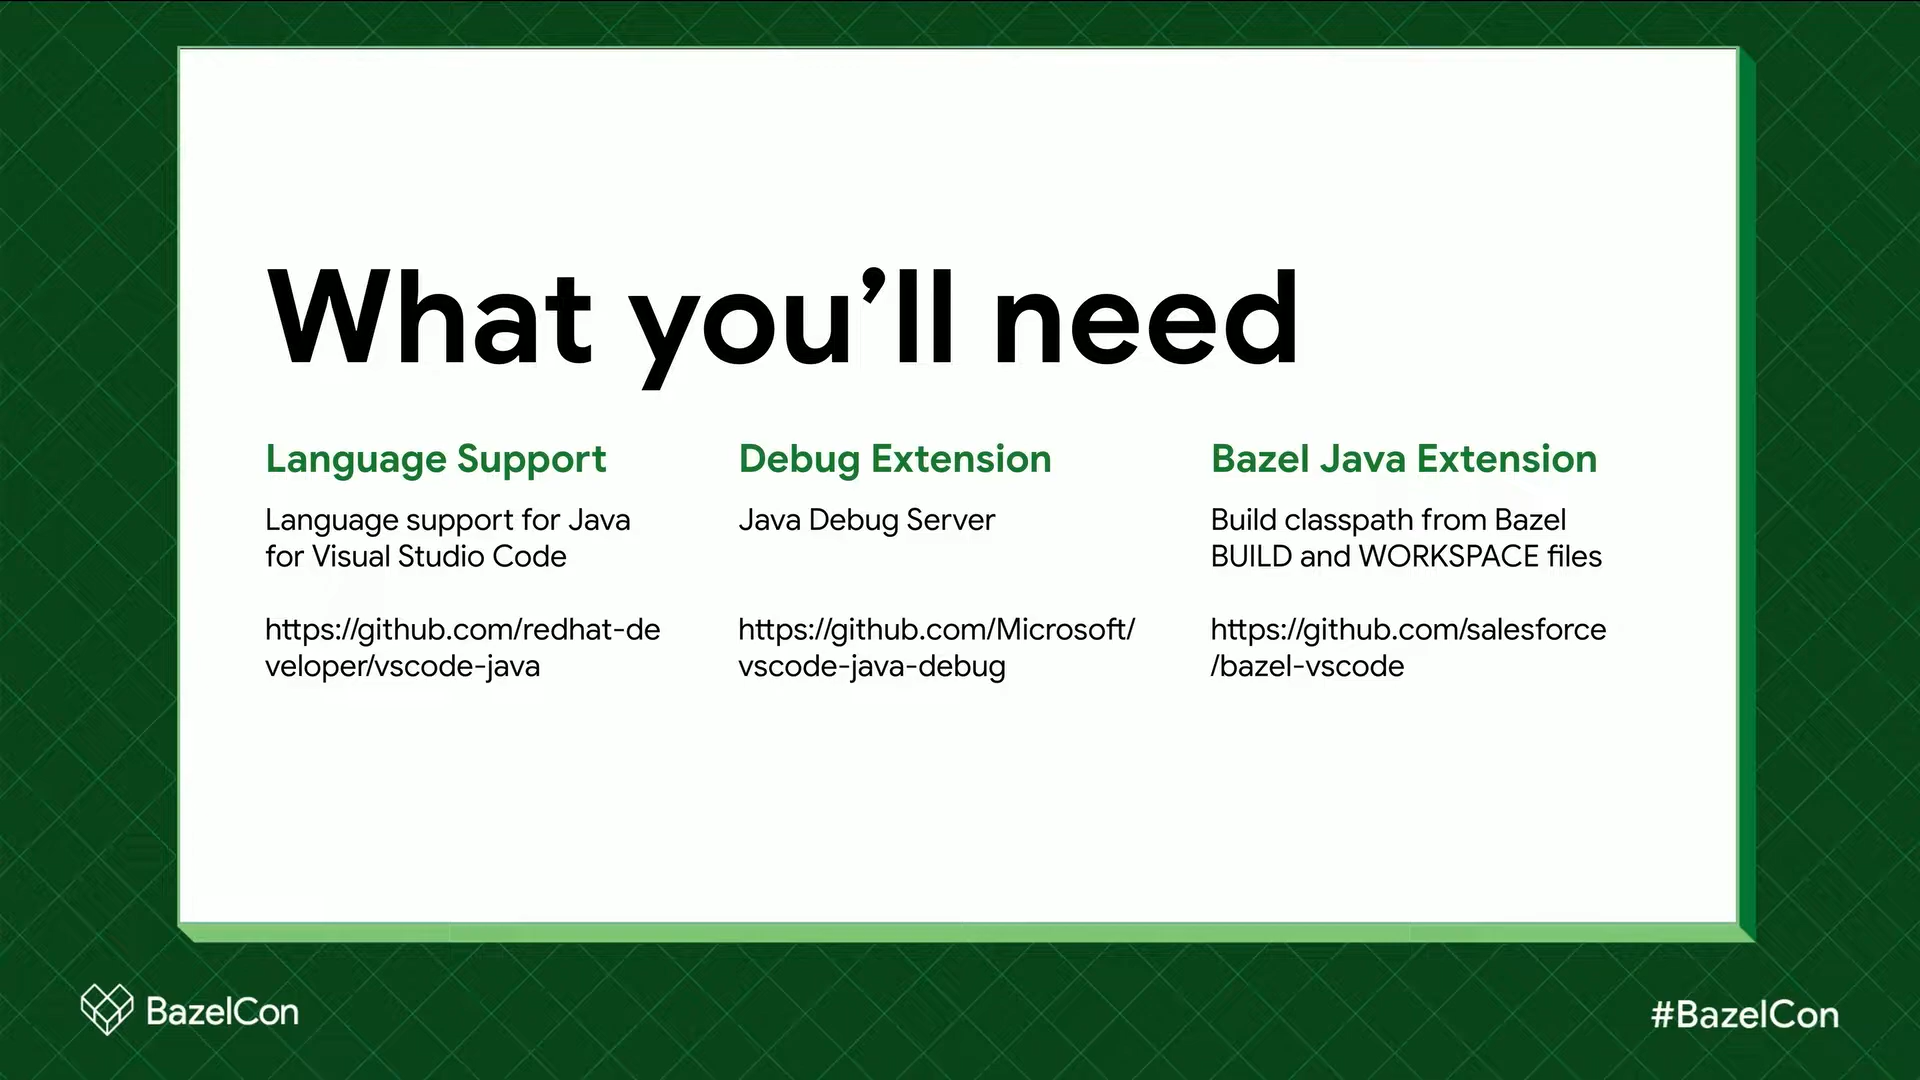 What you’ll need
Language Support
Language support for Java
for Visual Studio Code
https://github.com/redhat-de
veloper/vscode-java
Debug Extension
Java Debug Server
https://github.com/Microsoft/
vscode-java-debug
Bazel Java Extension
Build classpath from Bazel
BUILD and WORKSPACE files
https://github.com/salesforce
/bazel-vscode
BazelCon
#BazelCon